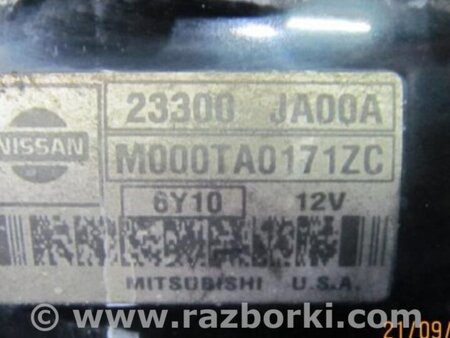 23300 JA00A
NISSAN
M000TA0171ZC
6Y10 12V
MITSUBISHI U.S.A.
© www.razborki.com
21/09/